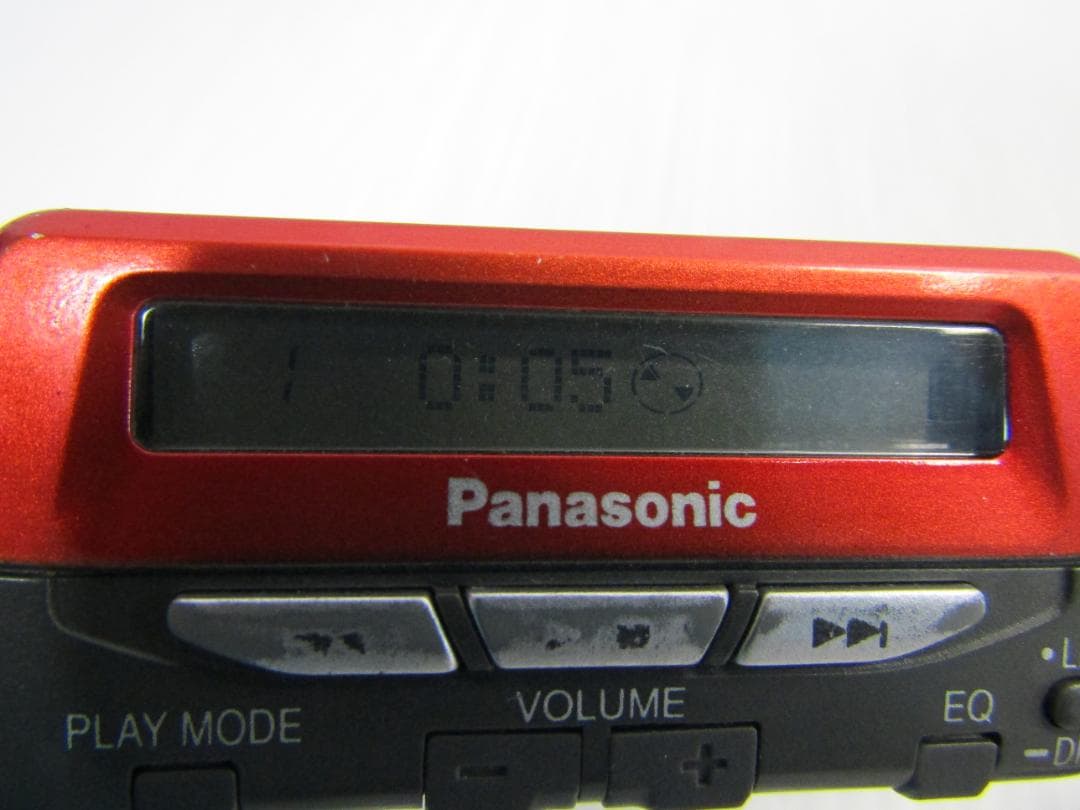 1 0:05
Panasonic
VOLUME
PLAY MODE
EQ
- +